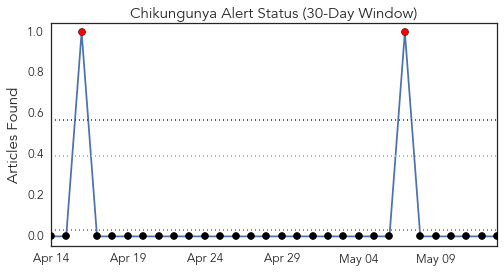 Chikungunya Alert Status (30-Day Window)
Articles Found
1.0
0.8
0.6
0.4
0.2
0.0
Apr 14 Apr 19 Apr 24 Apr 29 May 04 May 09